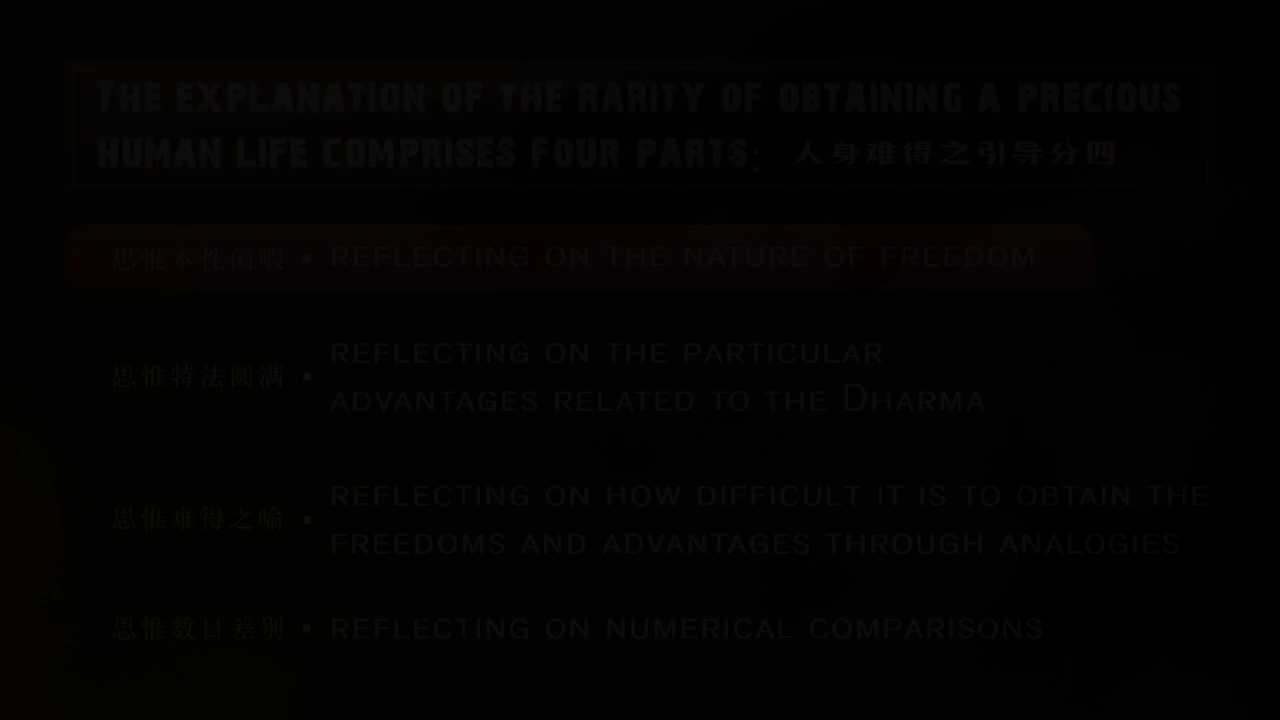 THE EXPLANATION OF THE RARITY OF OBTAINING A PRECIOUS
HUMAN LIFE COMPRISES FOUR PARTS: 人身难得之引导分四
思惟本性闲暇 ▪ REFLECTING ON THE NATURE OF FREEDOM
思惟特法圆满 ▪ REFLECTING ON THE PARTICULAR
ADVANTAGES RELATED TO THE DHARMA
思惟难得之喻 ▪ REFLECTING ON HOW DIFFICULT IT IS TO OBTAIN THE
FREEDOMS AND ADVANTAGES THROUGH ANALOGIES
思惟数目差别 ▪ REFLECTING ON NUMERICAL COMPARISONS